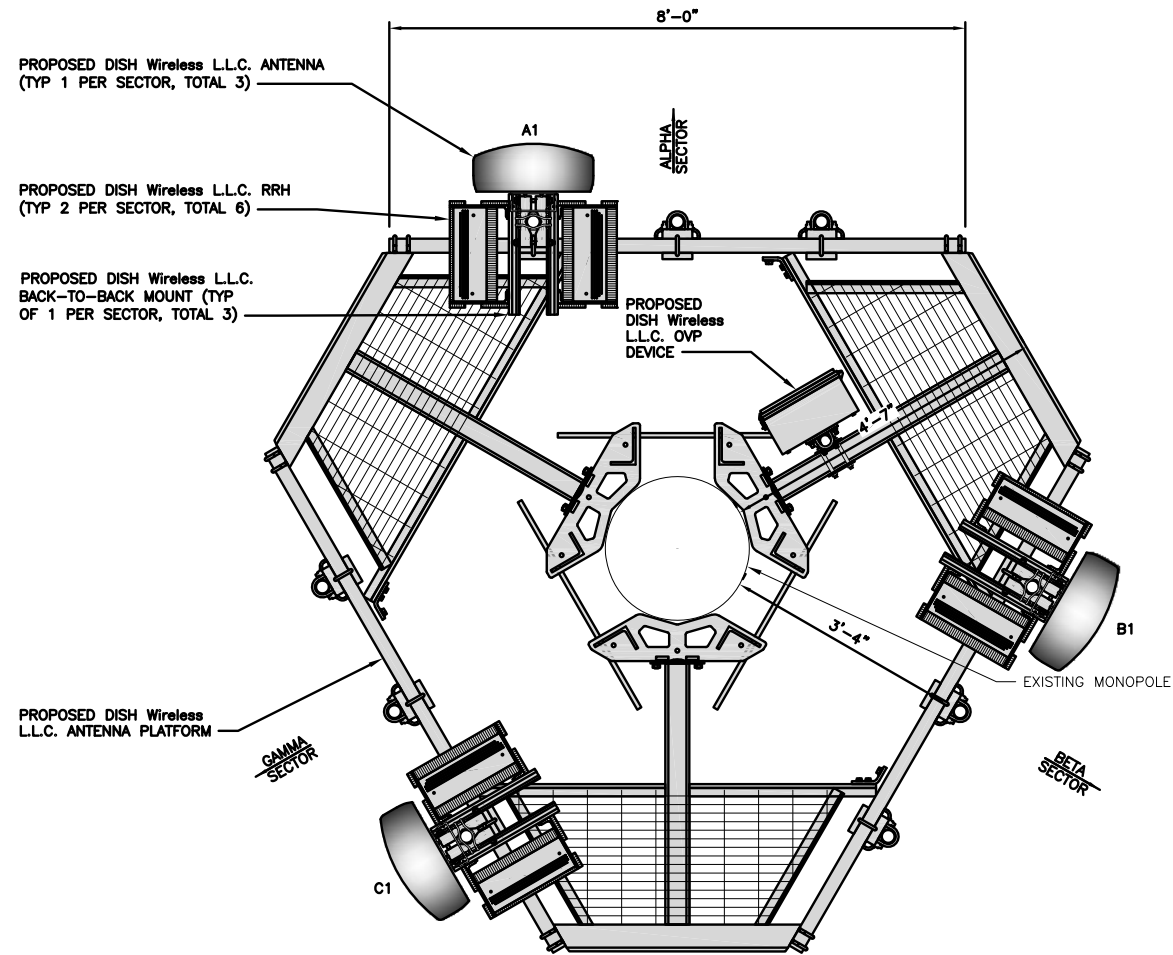 8'-0"
PROPOSED DISH Wireless L.L.C. ANTENNA
(TYP 1 PER SECTOR, TOTAL 3)
A1
ALPHA
SECTOR
PROPOSED DISH Wireless L.L.C. RRH
(TYP 2 PER SECTOR, TOTAL 6)
PROPOSED DISH Wireless L.L.C.
BACK-TO-BACK MOUNT (TYP
OF 1 PER SECTOR, TOTAL 3)
PROPOSED
DISH Wireless
L.L.C. OVP
DEVICE
4'-7"
3'-4"
B1
EXISTING MONOPOLE
PROPOSED DISH Wireless
L.L.C. ANTENNA PLATFORM
GAMMA
SECTOR
BETA
SECTOR
C1